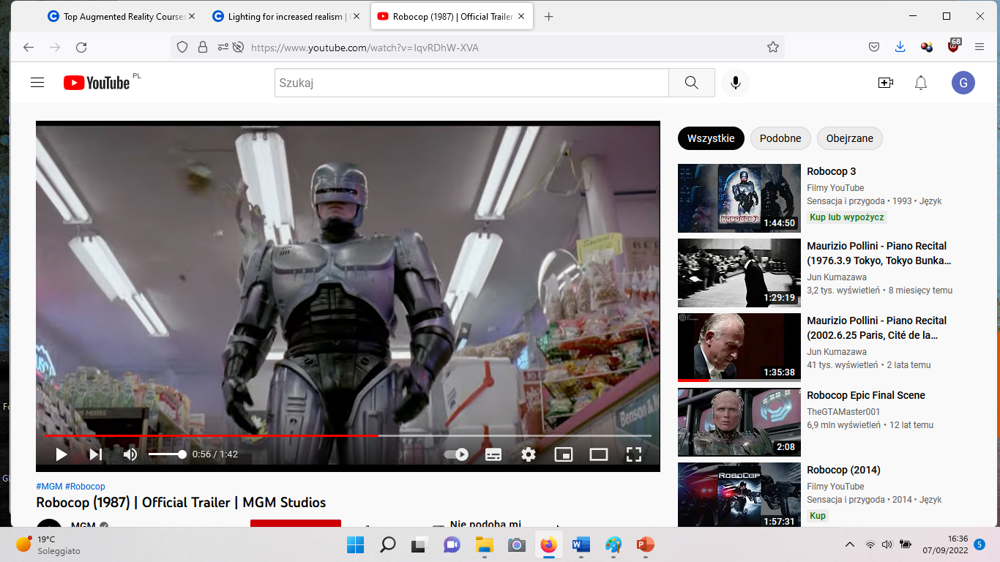 Top Augmented Reality Courses
Lighting for increased realism |
Robocop (1987) | Official Trailer
https://www.youtube.com/watch?v=IqvRDhW-XVA
68
YouTube PL
Szukaj
G
Wszystkie
Podobne
Obejrzane
Robocop 3
Filmy YouTube
Sensacja i przygoda • 1993 • Język
Kup lub wypożycz
ROBOCOP 3
1:44:50
Maurizio Pollini - Piano Recital
(1976.3.9 Tokyo, Tokyo Bunka...
Jun Kumazawa
3,2 tys. wyświetleń • 8 miesięcy temu
1:29:19
Maurizio Pollini - Piano Recital
(2002.6.25 Paris, Cité de la...
Jun Kumazawa
41 tys. wyświetleń • 2 lata temu
1:35:38
Robocop Epic Final Scene
TheGTAMaster001
6,9 mln wyświetleń • 12 lat temu
2:08
Robocop (2014)
Filmy YouTube
Sensacja i przygoda • 2014 • Język
Kup
ROBOCOP
1:57:31
Special!
MIXERS
Benson &
0:56 / 1:42
#MGM #Robocop
Robocop (1987) | Official Trailer | MGM Studios
MGM
Nie podoba mi
19°C
Soleggiato
16:36
07/09/2022
5